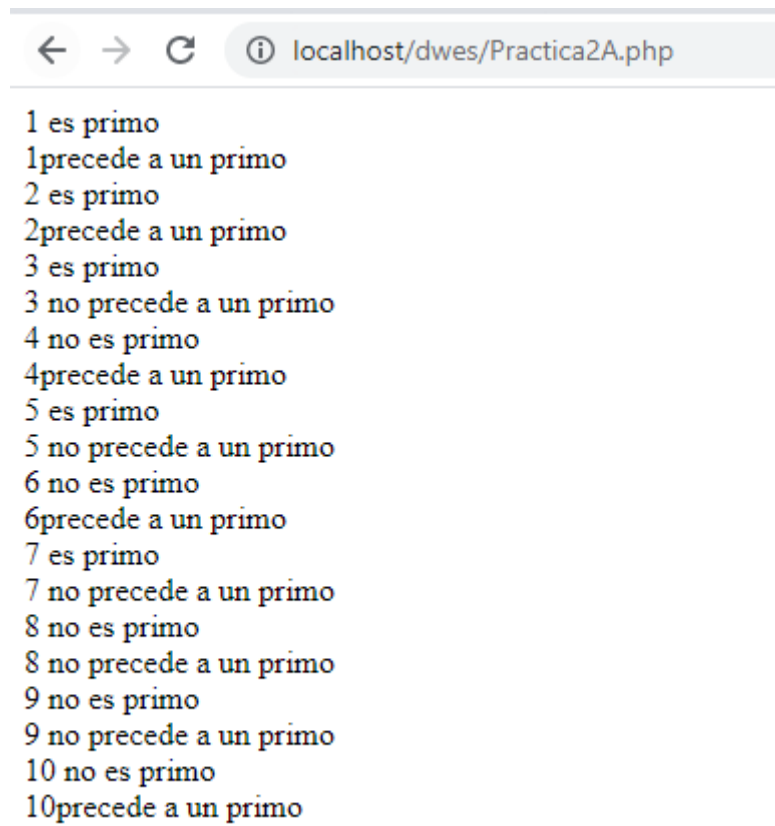 localhost/dwes/Practica2A.php
1 es primo
1precede a un primo
2 es primo
2precede a un primo
3 es primo
3 no precede a un primo
4 no es primo
4precede a un primo
5 es primo
5 no precede a un primo
6 no es primo
6precede a un primo
7 es primo
7 no precede a un primo
8 no es primo
8 no precede a un primo
9 no es primo
9 no precede a un primo
10 no es primo
10precede a un primo